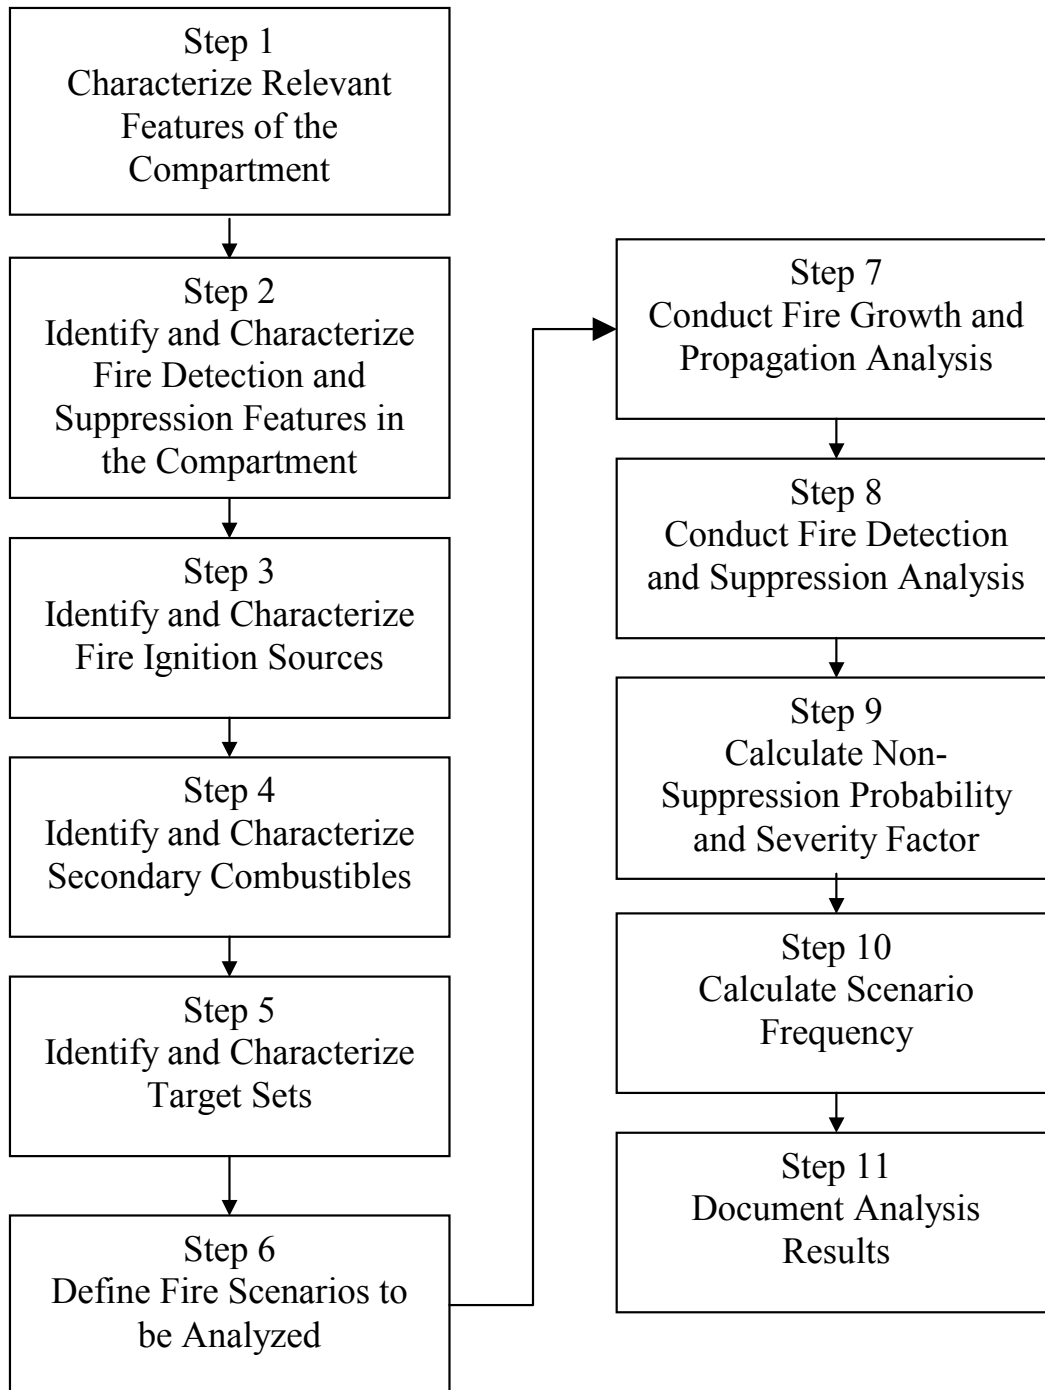 Step 1
Characterize Relevant
Features of the
Compartment
Step 2
Identify and Characterize
Fire Detection and
Suppression Features in
the Compartment
Step 3
Identify and Characterize
Fire Ignition Sources
Step 4
Identify and Characterize
Secondary Combustibles
Step 5
Identify and Characterize
Target Sets
Step 6
Define Fire Scenarios to
be Analyzed
Step 7
Conduct Fire Growth and
Propagation Analysis
Step 8
Conduct Fire Detection
and Suppression Analysis
Step 9
Calculate Non-
Suppression Probability
and Severity Factor
Step 10
Calculate Scenario
Frequency
Step 11
Document Analysis
Results